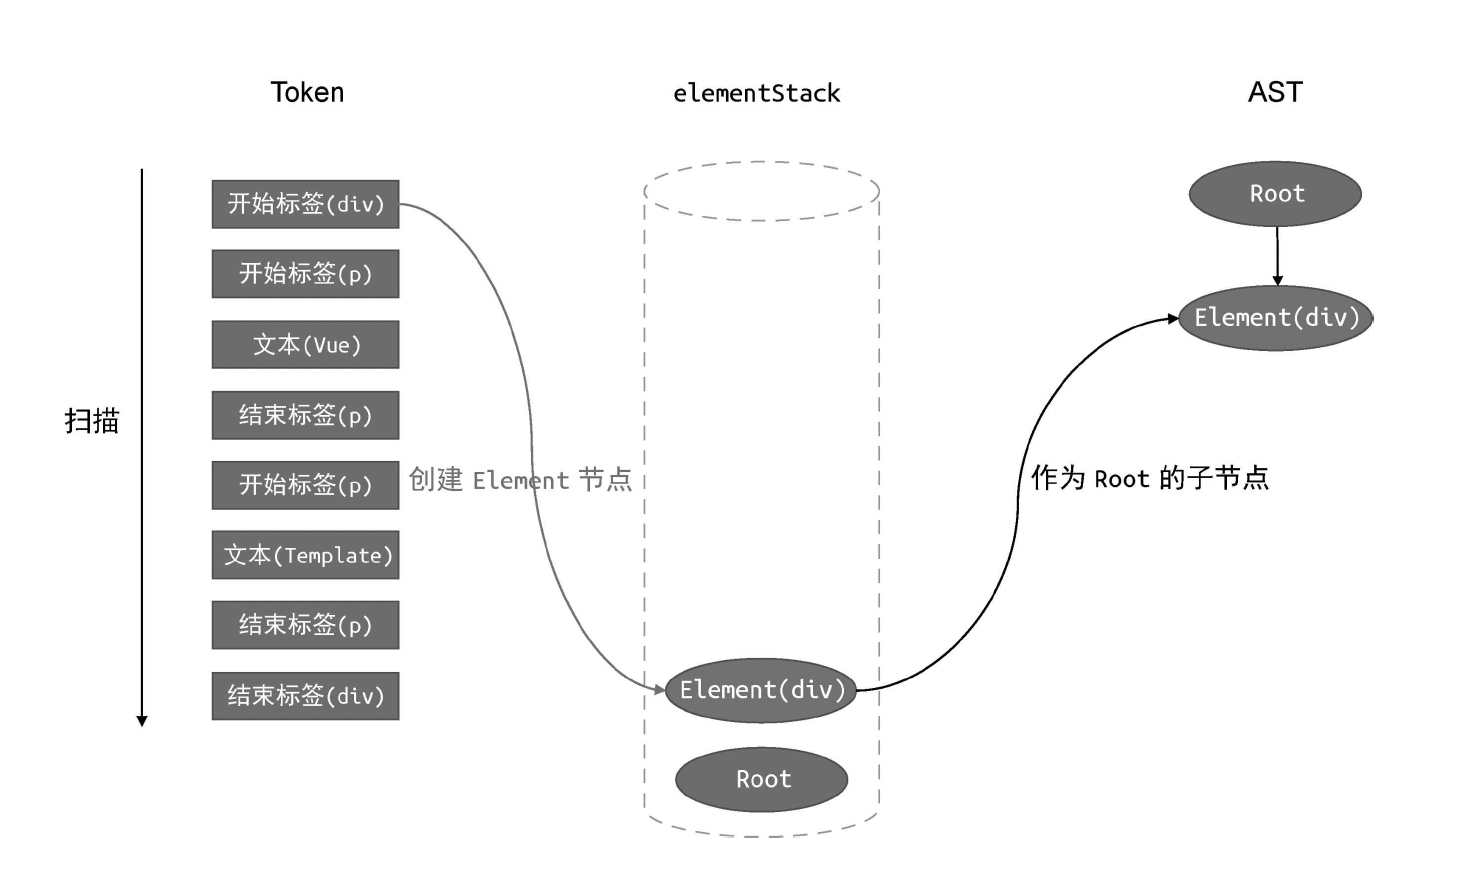 Token
elementStack
AST
扫描
开始标签(div)
开始标签(p)
文本(Vue)
结束标签(p)
开始标签(p)
文本(Template)
结束标签(p)
结束标签(div)
创建 Element 节点
Element(div)
Root
作为 Root 的子节点
Root
Element(div)